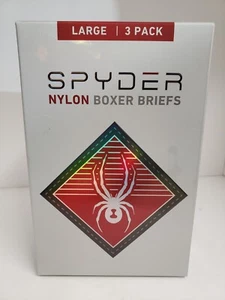 LARGE | 3 PACK
SPYDER
NYLON BOXER BRIEFS